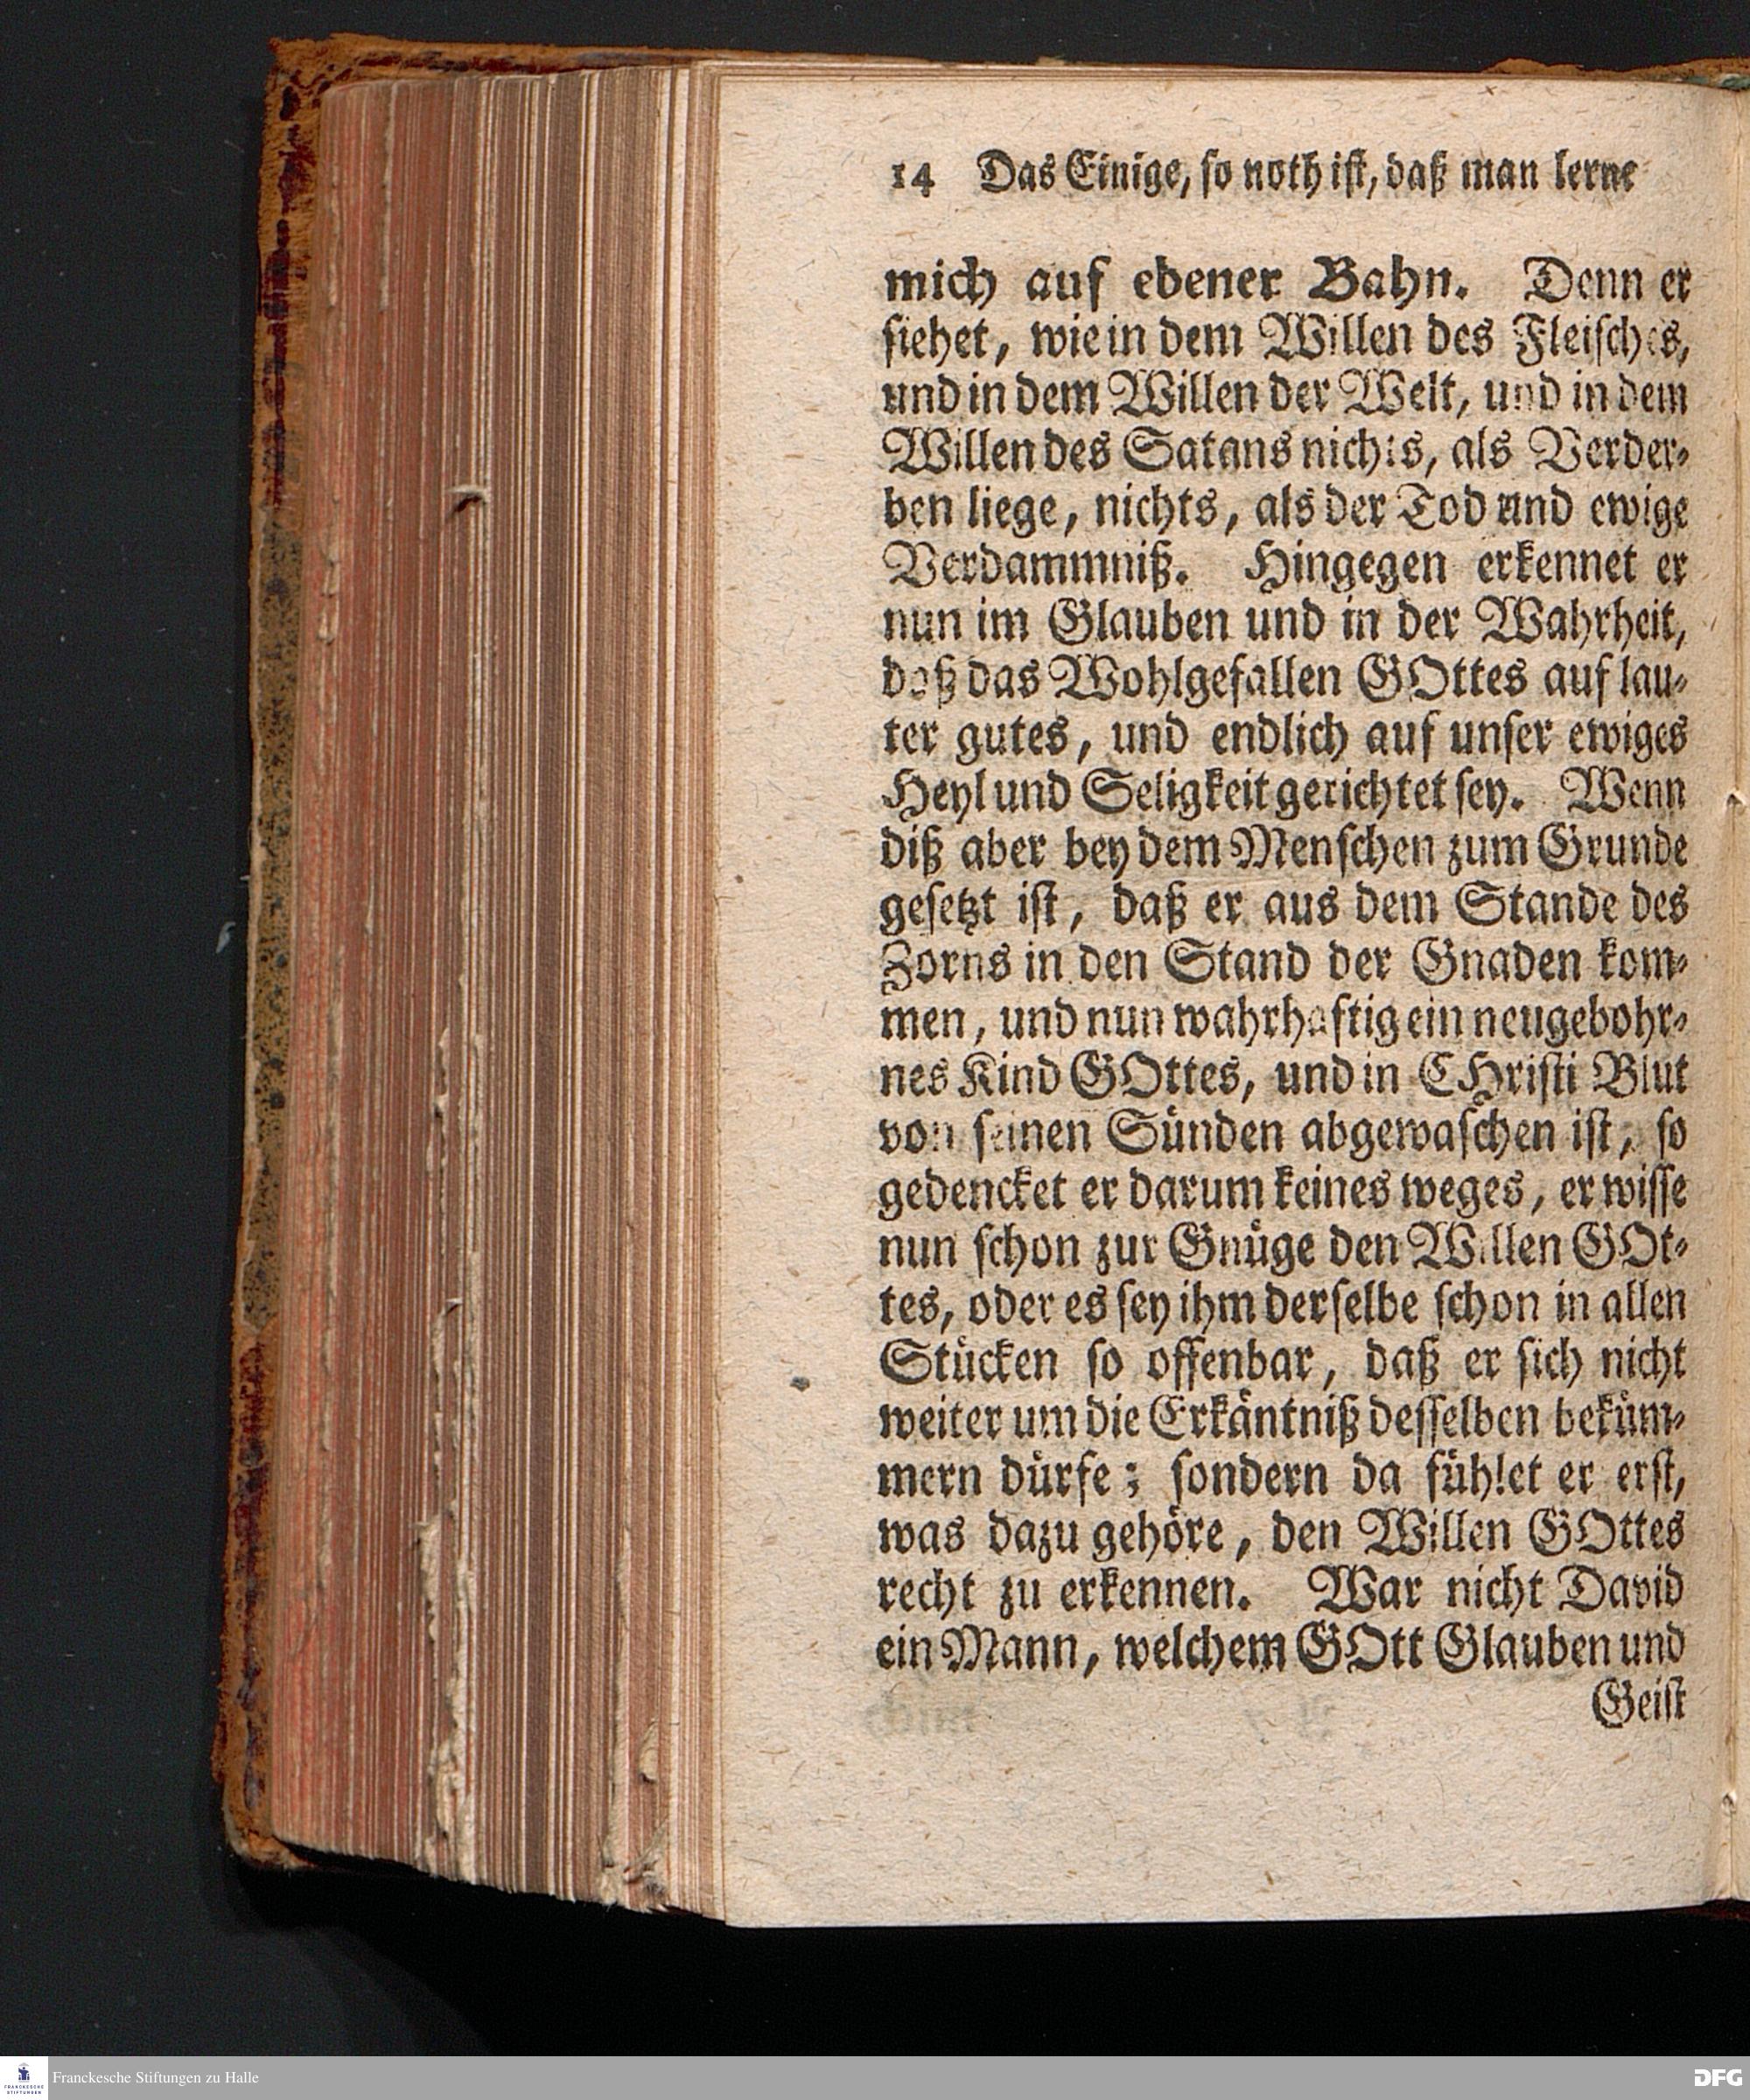 14 Das Einige, so noth ist, daß man lerne
mich auf ebener Bahn. Denn er
siehet, wie in dem Willen des Fleisches,
und in dem Willen der Welt, und in dem
Willen des Satans nichts, als Verder-
ben liege, nichts, als der Tod und ewige
Verdammniß. Hingegen erkennet er
nun im Glauben und in der Wahrheit,
daß das Wohlgefallen GOttes auf lau-
ter gutes, und endlich auf unser ewiges
Heyl und Seligkeit gerichtet sey. Wenn
diß aber bey dem Menschen zum Grunde
gesetzt ist, daß er aus dem Stande des
Zorns in den Stand der Gnaden kom-
men, und nun wahrhaftig ein neugebohr-
nes Kind GOttes, und in CHristi Blut
von seinen Sünden abgewaschen ist, so
gedencket er darum keines weges, er wisse
nun schon zur Gnüge den Willen GOt-
tes, oder es sey ihm derselbe schon in allen
Stücken so offenbar, daß er sich nicht
weiter um die Erkäntniß desselben beküm-
mern dürfe; sondern da fühlet er erst,
was dazu gehöre, den Willen GOttes
recht zu erkennen. War nicht David
ein Mann, welchem GOtt Glauben und
Geist
FRANCKESCHE STIFTUNGEN
Franckesche Stiftungen zu Halle
DFG